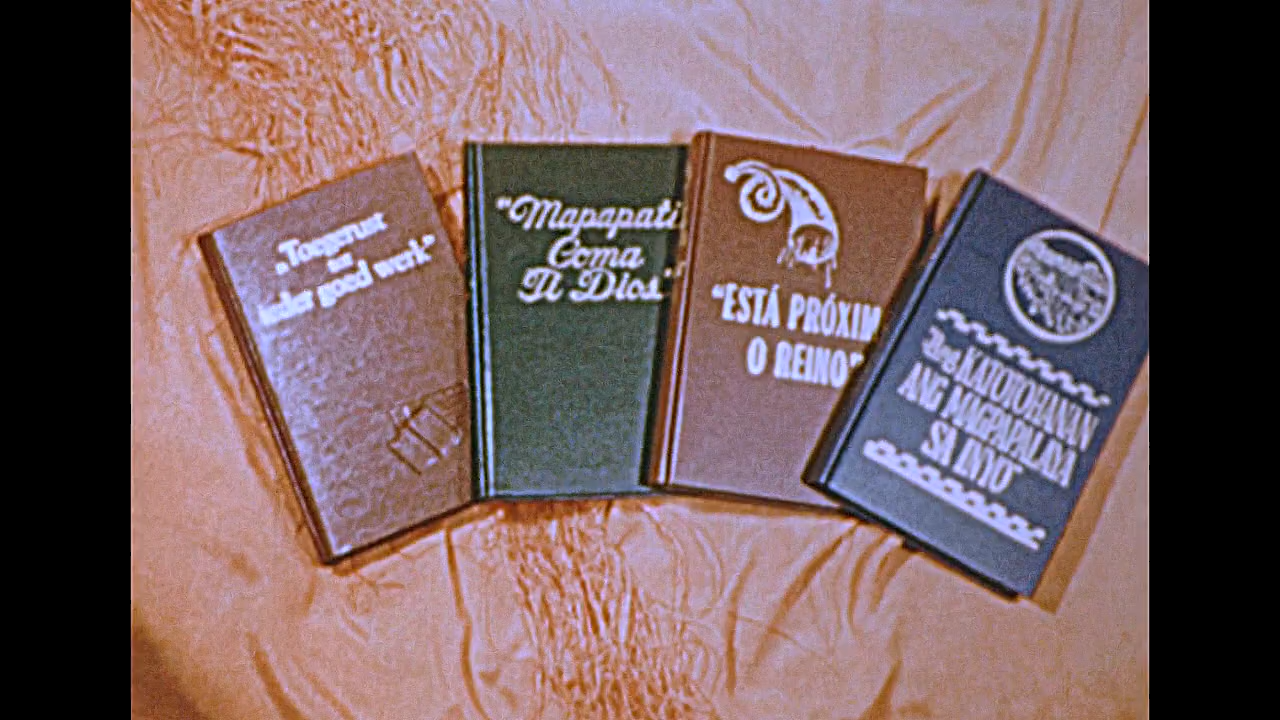 „Toegerust
tot
ieder goed werk"
"Mapapati
Coma
Ti Dios"
"ESTÁ PRÓXIM
O REINO"
"Ang KATOTOHANAN
ANG MAGPAPALAYA
SA INYO"